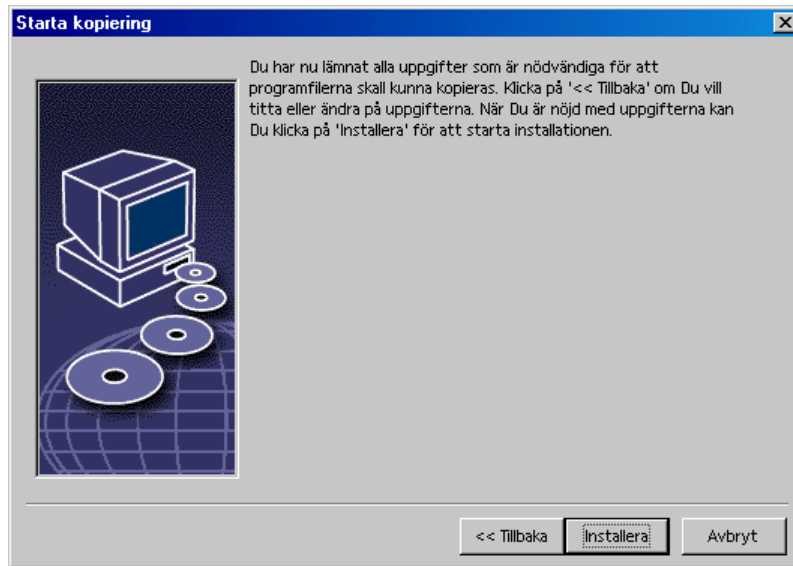 Starta kopiering
Du har nu lämnat alla uppgifter som är nödvändiga för att
programfilerna skall kunna kopieras. Klicka på '<< Tillbaka' om Du vill
titta eller ändra på uppgifterna. När Du är nöjd med uppgifterna kan
Du klicka på 'Installera' för att starta installationen.
<< Tillbaka
Installera
Avbryt